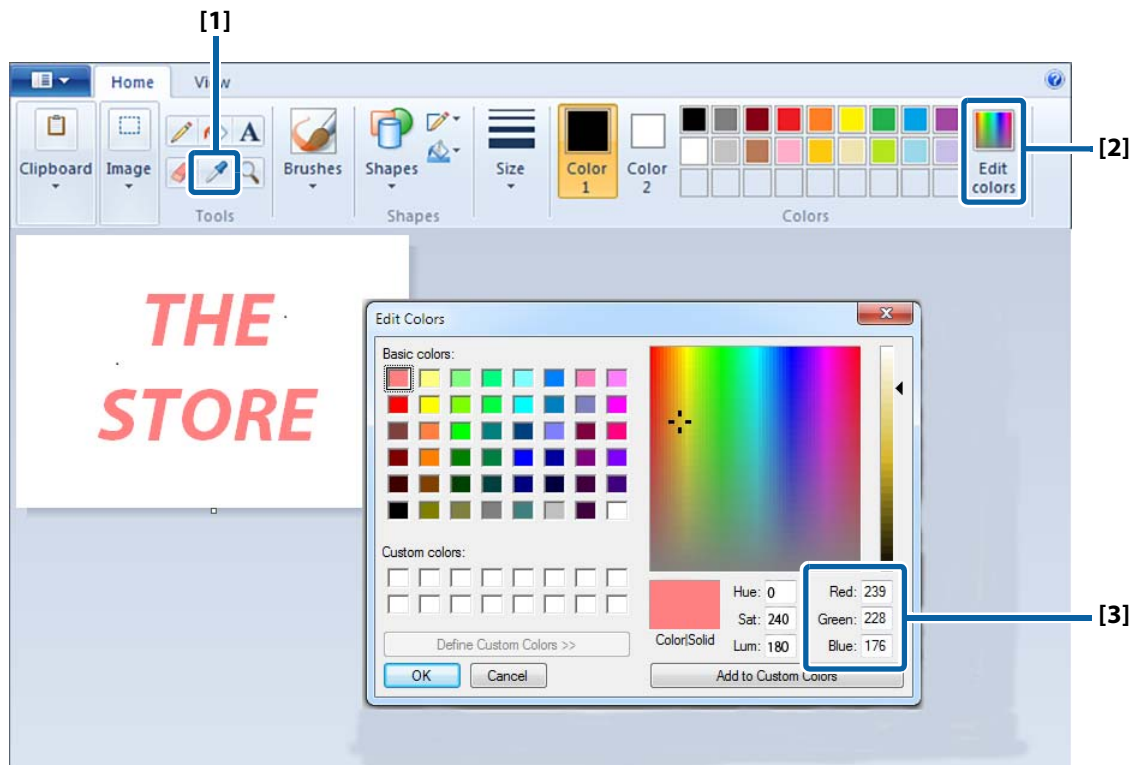 [1]
Home View
Clipboard Image A Brushes Shapes Size Color 1 Color 2 Edit colors
[2]
Tools Shapes Colors
THE
STORE
Edit Colors
Basic colors:
Custom colors:
Define Custom Colors >>
OK Cancel
Color|Solid
Hue: 0 Red: 239
Sat: 240 Green: 228
Lum: 180 Blue: 176
[3]
Add to Custom Colors